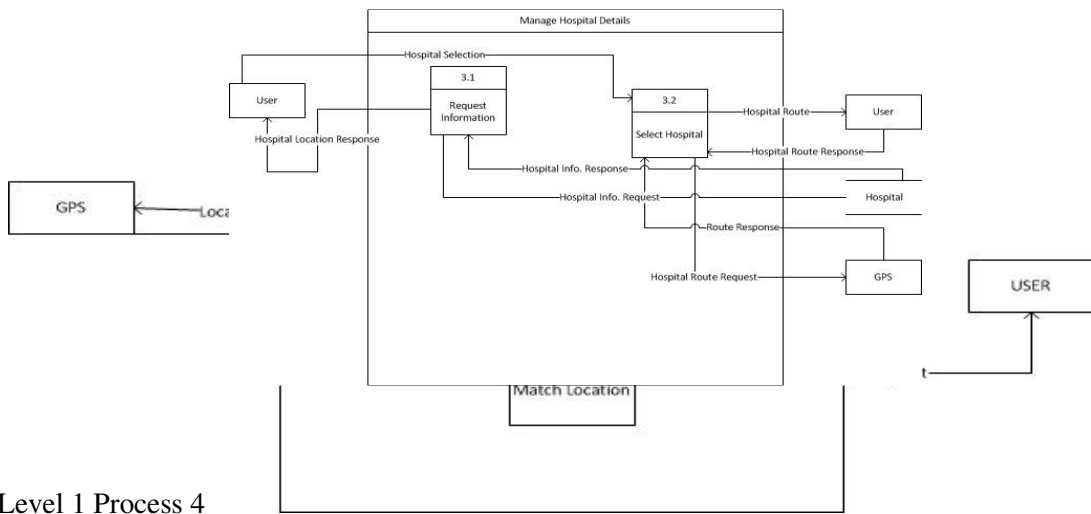 Manage Hospital Details
Hospital Selection
3.1
Request
Information
User
3.2
Select Hospital
Hospital Route
User
Hospital Location Response
Hospital Route Response
Hospital Info. Response
Hospital Info. Request
Hospital
GPS
Route Response
Hospital Route Request
GPS
USER
Match Location
Level 1 Process 4